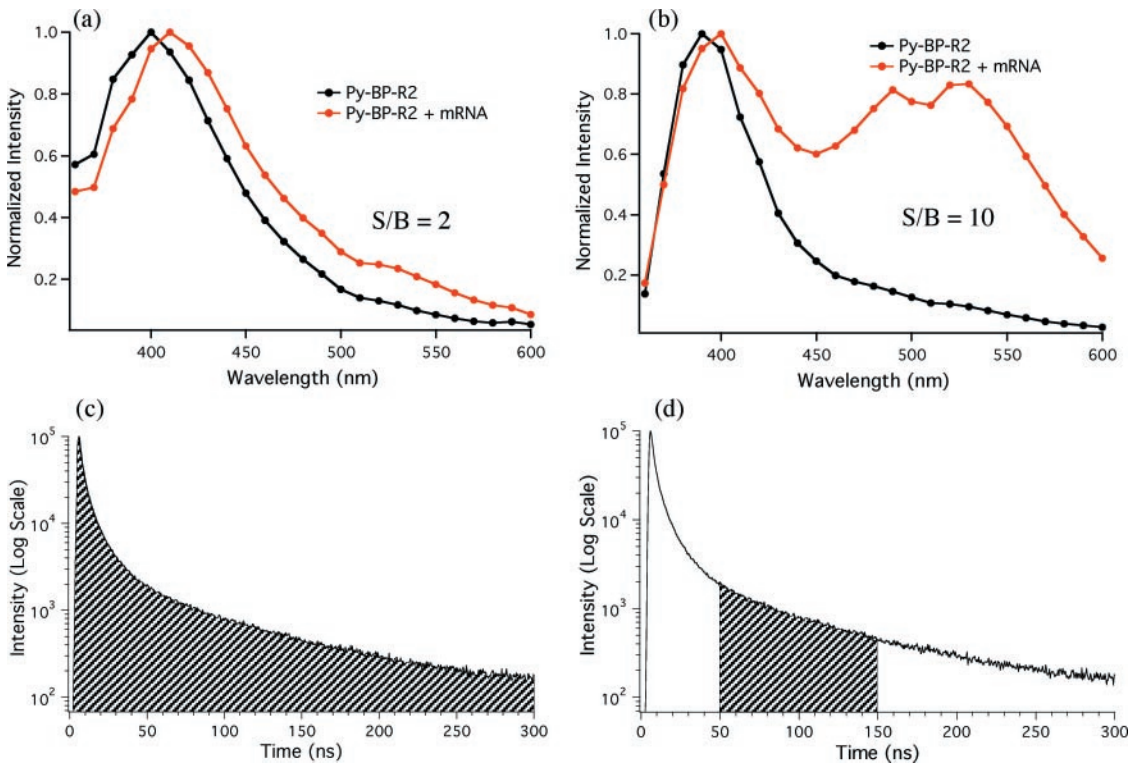 (a)
Normalized Intensity
1.0
0.8
0.6
0.4
0.2
Py-BP-R2
Py-BP-R2 + mRNA
S/B = 2
400
450
500
550
600
Wavelength (nm)
(b)
Normalized Intensity
1.0
0.8
0.6
0.4
0.2
Py-BP-R2
Py-BP-R2 + mRNA
S/B = 10
400
450
500
550
600
Wavelength (nm)
(c)
Intensity (Log Scale)
10^5
10^4
10^3
10^2
0
50
100
150
200
250
300
Time (ns)
(d)
Intensity (Log Scale)
10^5
10^4
10^3
10^2
0
50
100
150
200
250
300
Time (ns)